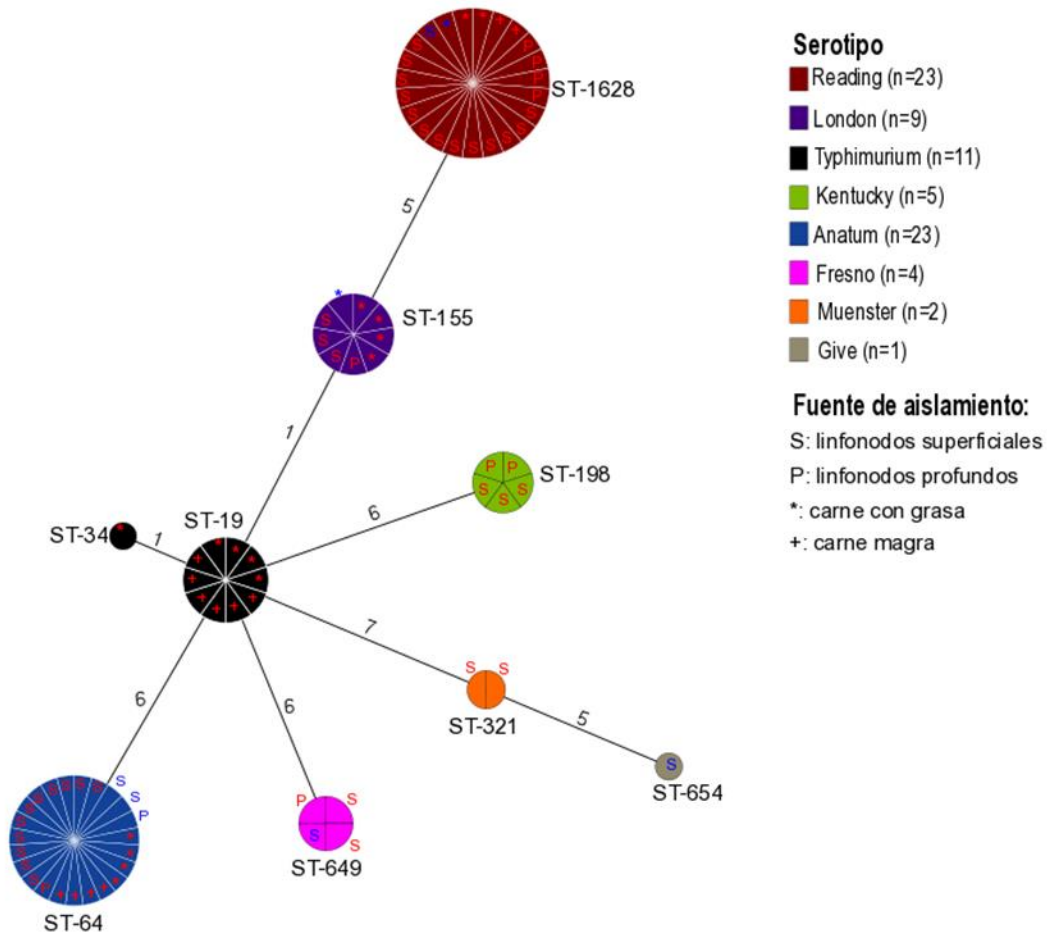 ST-1628
5
ST-155
1
ST-198
6
ST-19
ST-34
1
7
6
6
ST-321
5
ST-654
ST-649
ST-64
Serotipo
Reading (n=23)
London (n=9)
Typhimurium (n=11)
Kentucky (n=5)
Anatum (n=23)
Fresno (n=4)
Muenster (n=2)
Give (n=1)
Fuente de aislamiento:
S: linfonodos superficiales
P: linfonodos profundos
*: carne con grasa
+: carne magra
* * * * P S S S
P P S S S
S S
S
P S S S
S S P